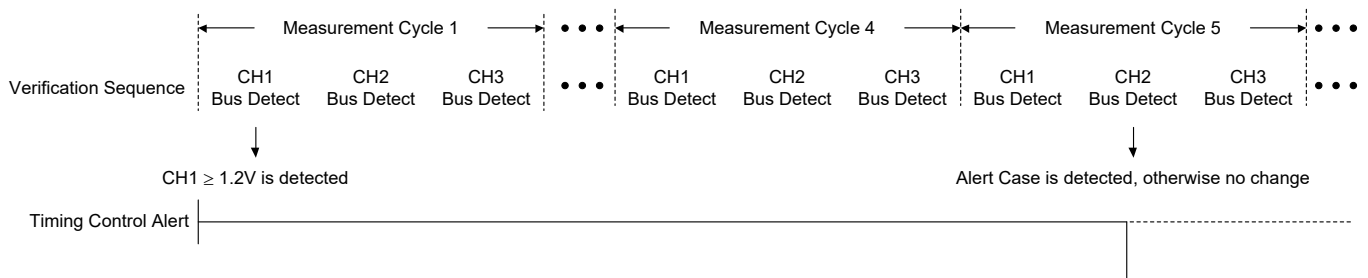 Measurement Cycle 1 • • • Measurement Cycle 4 Measurement Cycle 5 • • •
Verification Sequence
CH1 Bus Detect
CH2 Bus Detect
CH3 Bus Detect
• • •
CH1 Bus Detect
CH2 Bus Detect
CH3 Bus Detect
CH1 Bus Detect
CH2 Bus Detect
CH3 Bus Detect
• • •
CH1 ≥ 1.2V is detected
Alert Case is detected, otherwise no change
Timing Control Alert